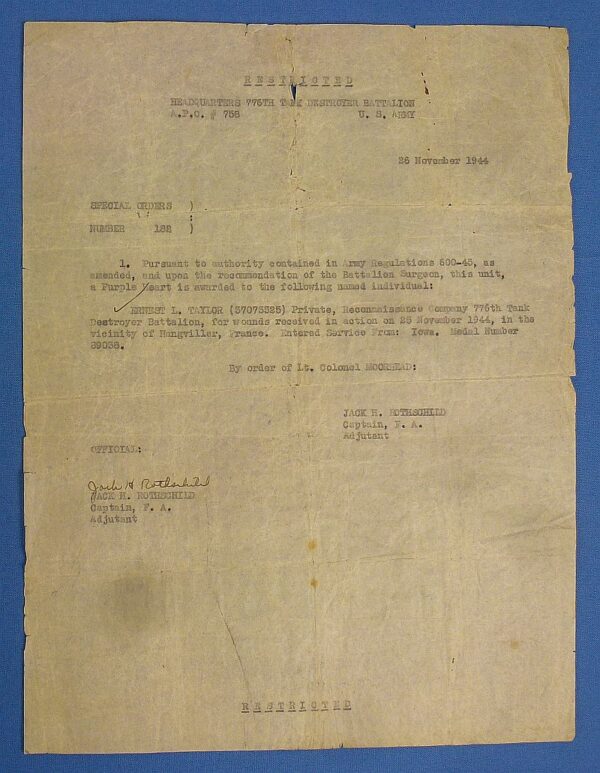 RESTRICTED
HEADQUARTERS 776TH TANK DESTROYER BATTALION
A.P.O. # 758 U. S. ARMY
26 November 1944
SPECIAL ORDERS )
)
NUMBER 182 )
1. Pursuant to authority contained in Army Regulations 600-45, as
amended, and upon the recommendation of the Battalion Surgeon, this unit,
a Purple Heart is awarded to the following named individual:
ERNEST L. TAYLOR (37073325) Private, Reconnaissance Company 776th Tank
Destroyer Battalion, for wounds received in action on 25 November 1944, in the
vicinity of Hangviller, France. Entered Service From: Iowa. Medal Number
89038.
By order of Lt. Colonel MOORHEAD:
JACK H. ROTHSCHILD
Captain, F. A.
Adjutant
OFFICIAL:
Jack H Rothschild
JACK H. ROTHSCHILD
Captain, F. A.
Adjutant
RESTRICTED